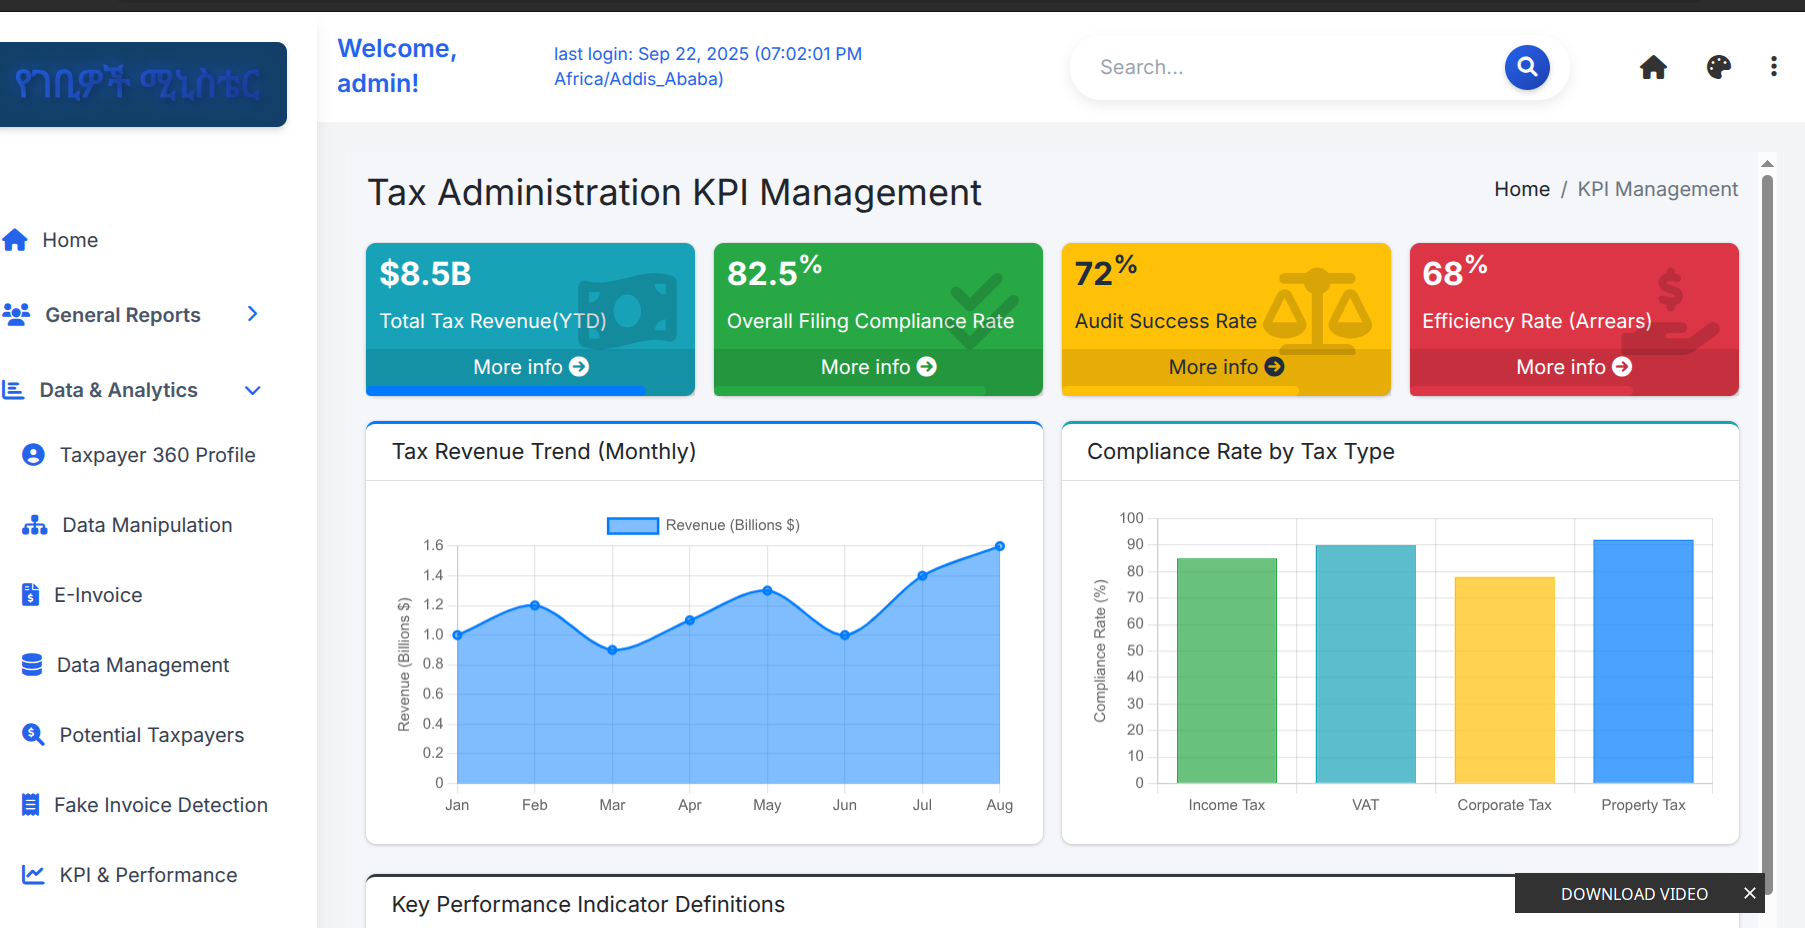 የገቢዎች ሚኒስቴር
Welcome,
admin!
last login: Sep 22, 2025 (07:02:01 PM
Africa/Addis_Ababa)
Search...
Home
General Reports
Data & Analytics
Taxpayer 360 Profile
Data Manipulation
E-Invoice
Data Management
Potential Taxpayers
Fake Invoice Detection
KPI & Performance
Tax Administration KPI Management
Home / KPI Management
$8.5B
Total Tax Revenue(YTD)
More info
82.5%
Overall Filing Compliance Rate
More info
72%
Audit Success Rate
More info
68%
Efficiency Rate (Arrears)
More info
Tax Revenue Trend (Monthly)
Revenue (Billions $)
Revenue (Billions $)
1.6
1.4
1.2
1.0
0.8
0.6
0.4
0.2
0
Jan Feb Mar Apr May Jun Jul Aug
Compliance Rate by Tax Type
Compliance Rate (%)
100
90
80
70
60
50
40
30
20
10
0
Income Tax VAT Corporate Tax Property Tax
Key Performance Indicator Definitions
DOWNLOAD VIDEO